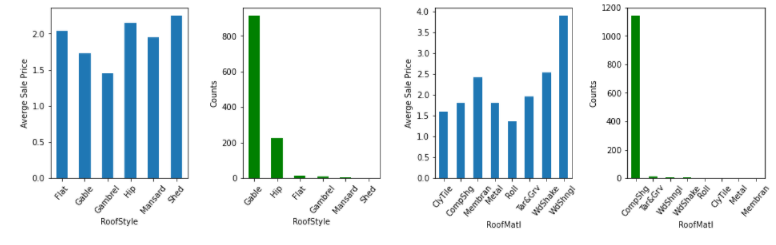 Averge Sale Price
2.0
1.5
1.0
0.5
0.0
Flat
Gable
Gambrel
Hip
Mansard
Shed
RoofStyle
Counts
800
600
400
200
0
Gable
Hip
Flat
Gambrel
Mansard
Shed
RoofStyle
Averge Sale Price
4.0
3.5
3.0
2.5
2.0
1.5
1.0
0.5
0.0
ClyTile
CompShg
Membran
Metal
Roll
Tar&Grv
WdShake
WdShngl
RoofMatl
Counts
1200
1000
800
600
400
200
0
CompShg
Tar&Grv
WdShngl
WdShake
Roll
ClyTile
Metal
Membran
RoofMatl